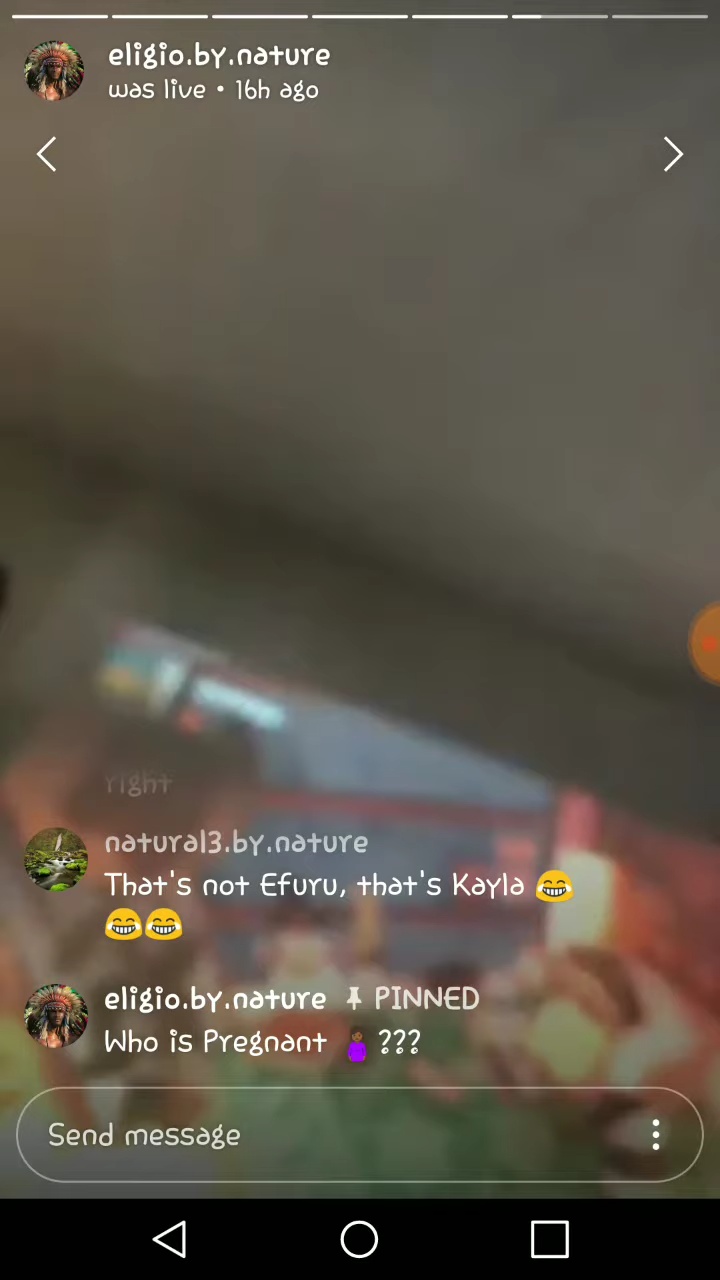 eligio.by.nature
was live • 16h ago
right
natural3.by.nature
That's not Efuru, that's Kayla 😂
😂😂
eligio.by.nature PINNED
Who is Pregnant 🤰🏾???
Send message